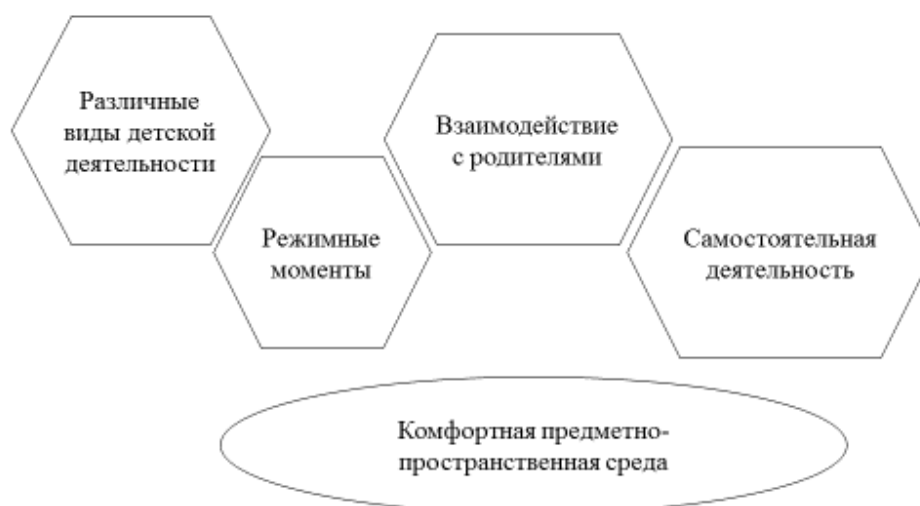 Различные
виды детской
деятельности
Взаимодействие
с родителями
Режимные
моменты
Самостоятельная
деятельность
Комфортная предметно-
пространственная среда